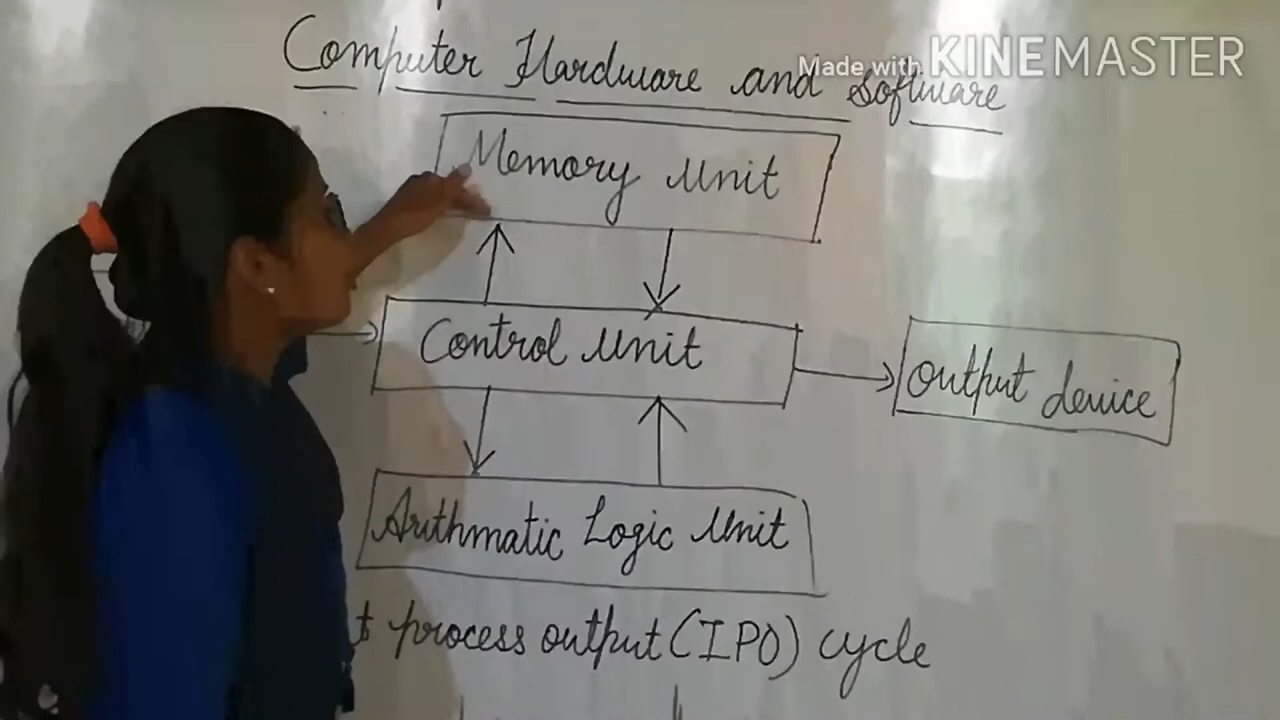 Made with KINEMASTER
Computer Hardware and Software
Memory Unit
Control Unit
Output device
Arithmatic Logic Unit
t process output (IPO) cycle